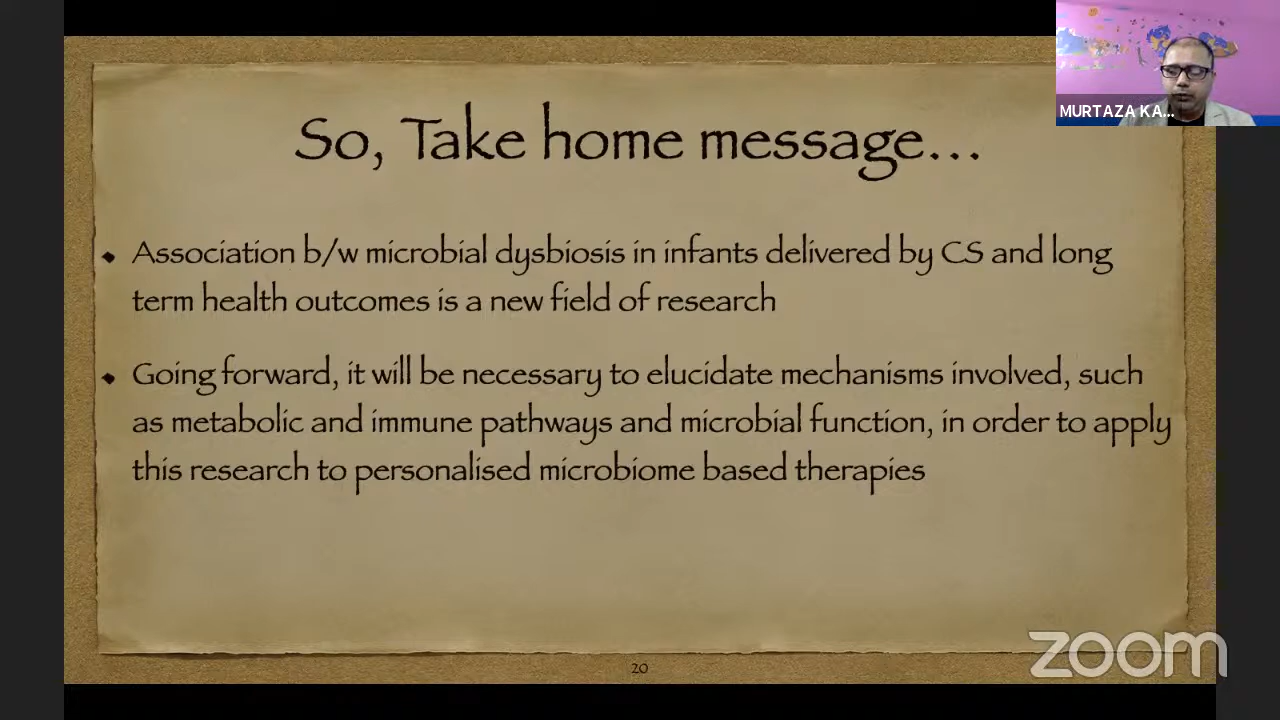 So, Take home message...
MURTAZA KA...
Association b/w microbial dysbiosis in infants delivered by CS and long
term health outcomes is a new field of research
Going forward, it will be necessary to elucidate mechanisms involved, such
as metabolic and immune pathways and microbial function, in order to apply
this research to personalised microbiome based therapies
zoom
20